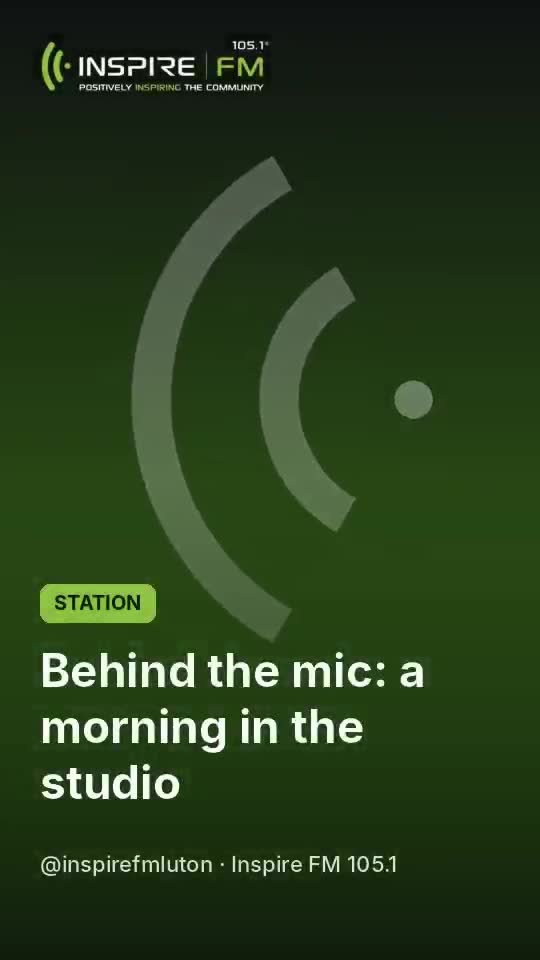 105.1
INSPIRE FM
POSITIVELY INSPIRING THE COMMUNITY
STATION
Behind the mic: a
morning in the
studio
@inspirefmluton · Inspire FM 105.1